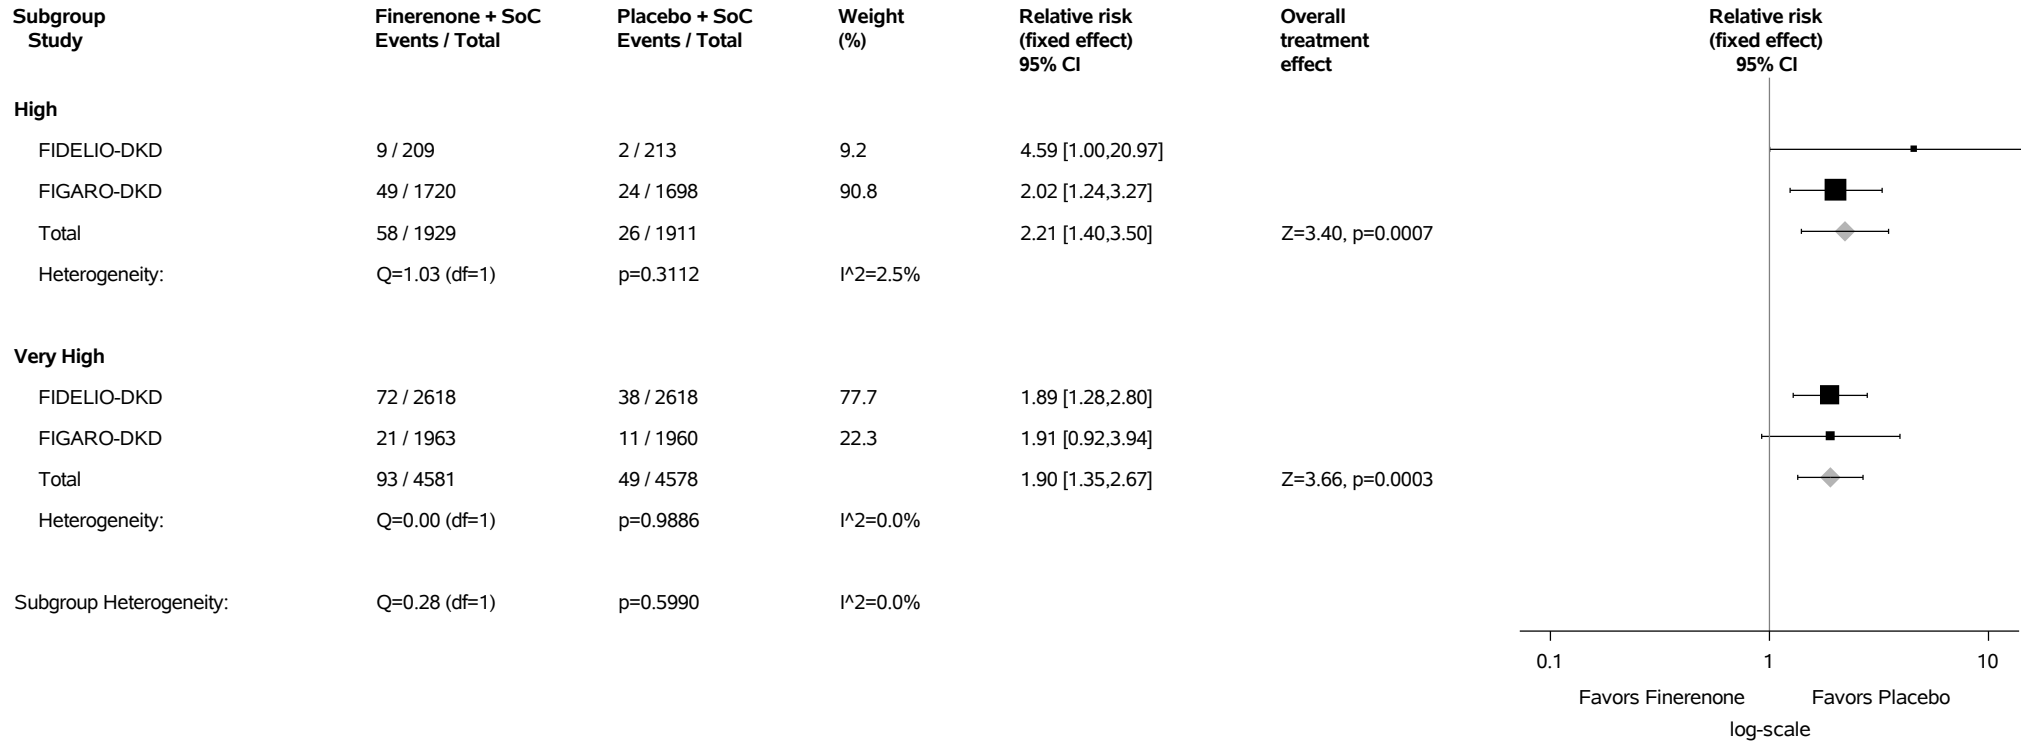 Subgroup Finerenone + SoC Placebo + SoC Weight Relative risk Overall Relative risk
Study Events / Total Events / Total (%) (fixed effect) treatment (fixed effect)
95% CI effect 95% CI
High
FIDELIO-DKD 9 / 209 2 / 213 9.2 4.59 [1.00,20.97]
FIGARO-DKD 49 / 1720 24 / 1698 90.8 2.02 [1.24,3.27]
Total 58 / 1929 26 / 1911 2.21 [1.40,3.50] Z=3.40, p=0.0007
Heterogeneity: Q=1.03 (df=1) p=0.3112 I^2=2.5%
Very High
FIDELIO-DKD 72 / 2618 38 / 2618 77.7 1.89 [1.28,2.80]
FIGARO-DKD 21 / 1963 11 / 1960 22.3 1.91 [0.92,3.94]
Total 93 / 4581 49 / 4578 1.90 [1.35,2.67] Z=3.66, p=0.0003
Heterogeneity: Q=0.00 (df=1) p=0.9886 I^2=0.0%
Subgroup Heterogeneity: Q=0.28 (df=1) p=0.5990 I^2=0.0%
0.1 1 10
Favors Finerenone Favors Placebo
log-scale